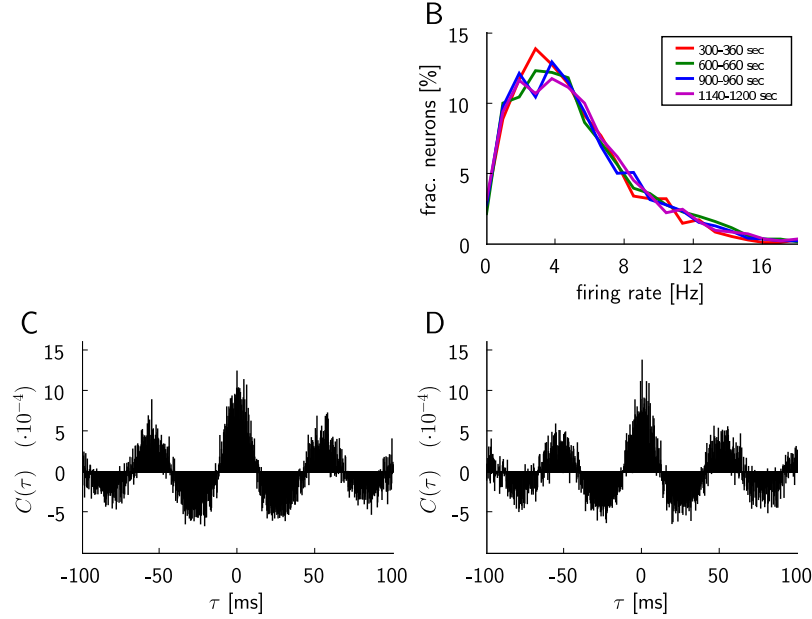 B
frac. neurons [%]
15
10
5
0
300-360 sec
600-660 sec
900-960 sec
1140-1200 sec
0 4 8 12 16
firing rate [Hz]
C
C(τ) (·10⁻⁴)
15
10
5
0
-5
-100 -50 0 50 100
τ [ms]
D
C(τ) (·10⁻⁴)
15
10
5
0
-5
-100 -50 0 50 100
τ [ms]